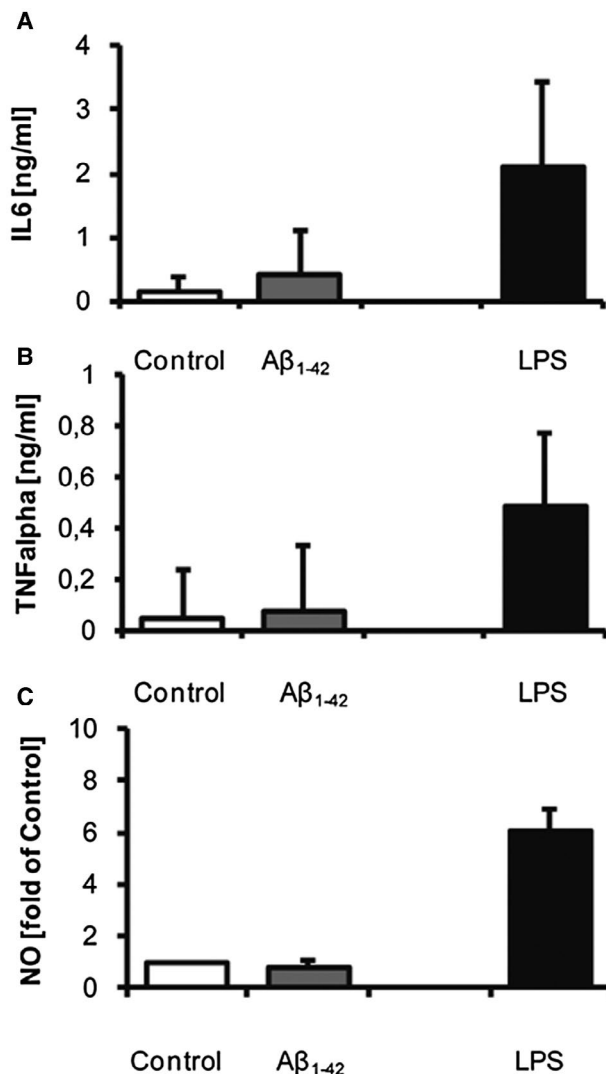 A
IL6 [ng/ml]
4
3
2
1
0
Control Aβ1-42 LPS
B
TNFalpha [ng/ml]
1
0,8
0,6
0,4
0,2
0
Control Aβ1-42 LPS
C
NO [fold of Control]
10
8
6
4
2
0
Control Aβ1-42 LPS